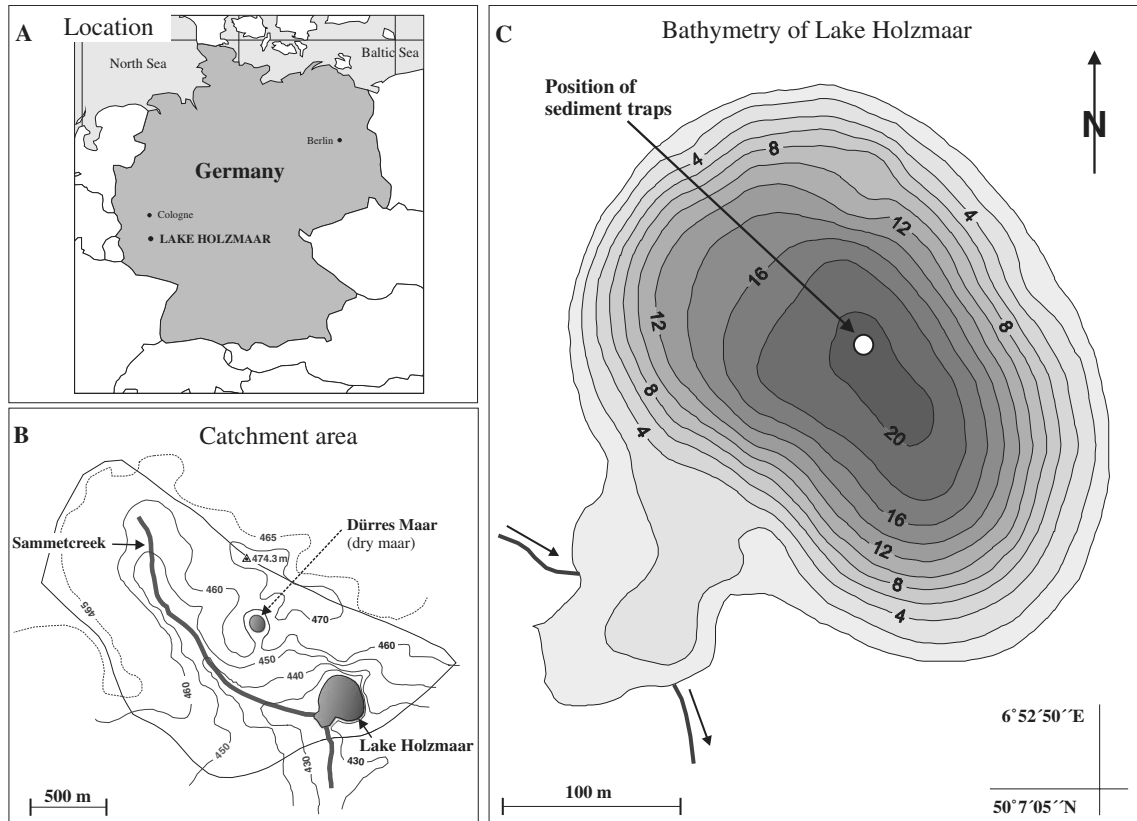 A
Location
North Sea
Baltic Sea
Berlin
Germany
Cologne
LAKE HOLZMAAR
B
Catchment area
Sammetcreek
Dürres Maar
(dry maar)
465
474.3 m
460
470
465
450
460
440
460
450
430
430
Lake Holzmaar
500 m
C
Bathymetry of Lake Holzmaar
Position of
sediment traps
N
4
8
4
12
16
12
8
8
4
20
16
12
8
4
6°52´50´´E
100 m
50°7´05´´N